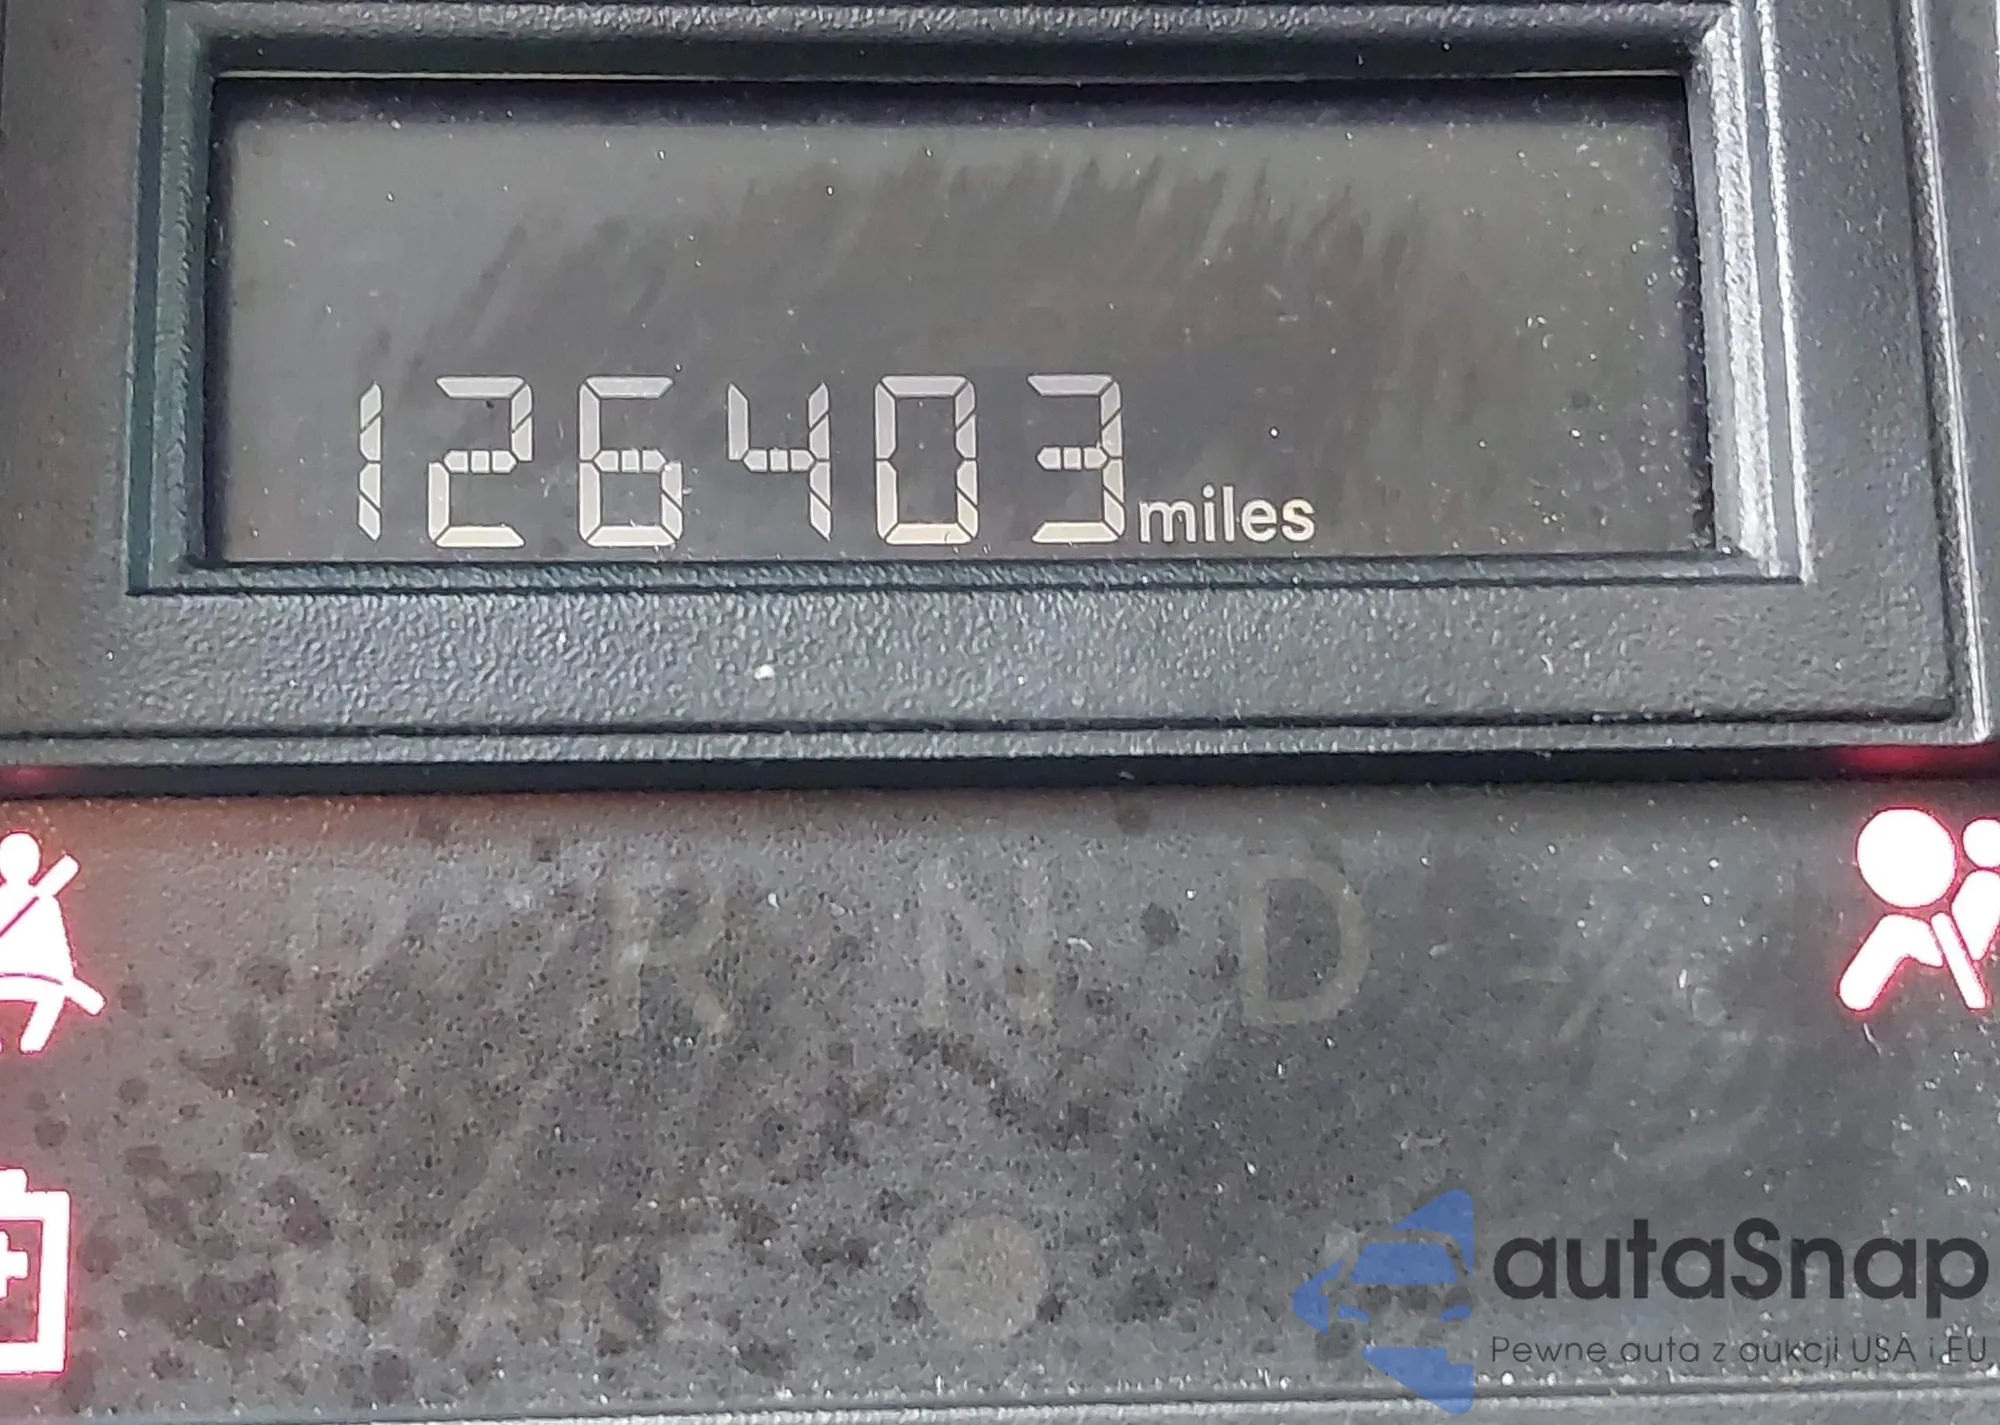 126403 miles
R N D
autaSnap
Pewne auta z aukcji USA i EU